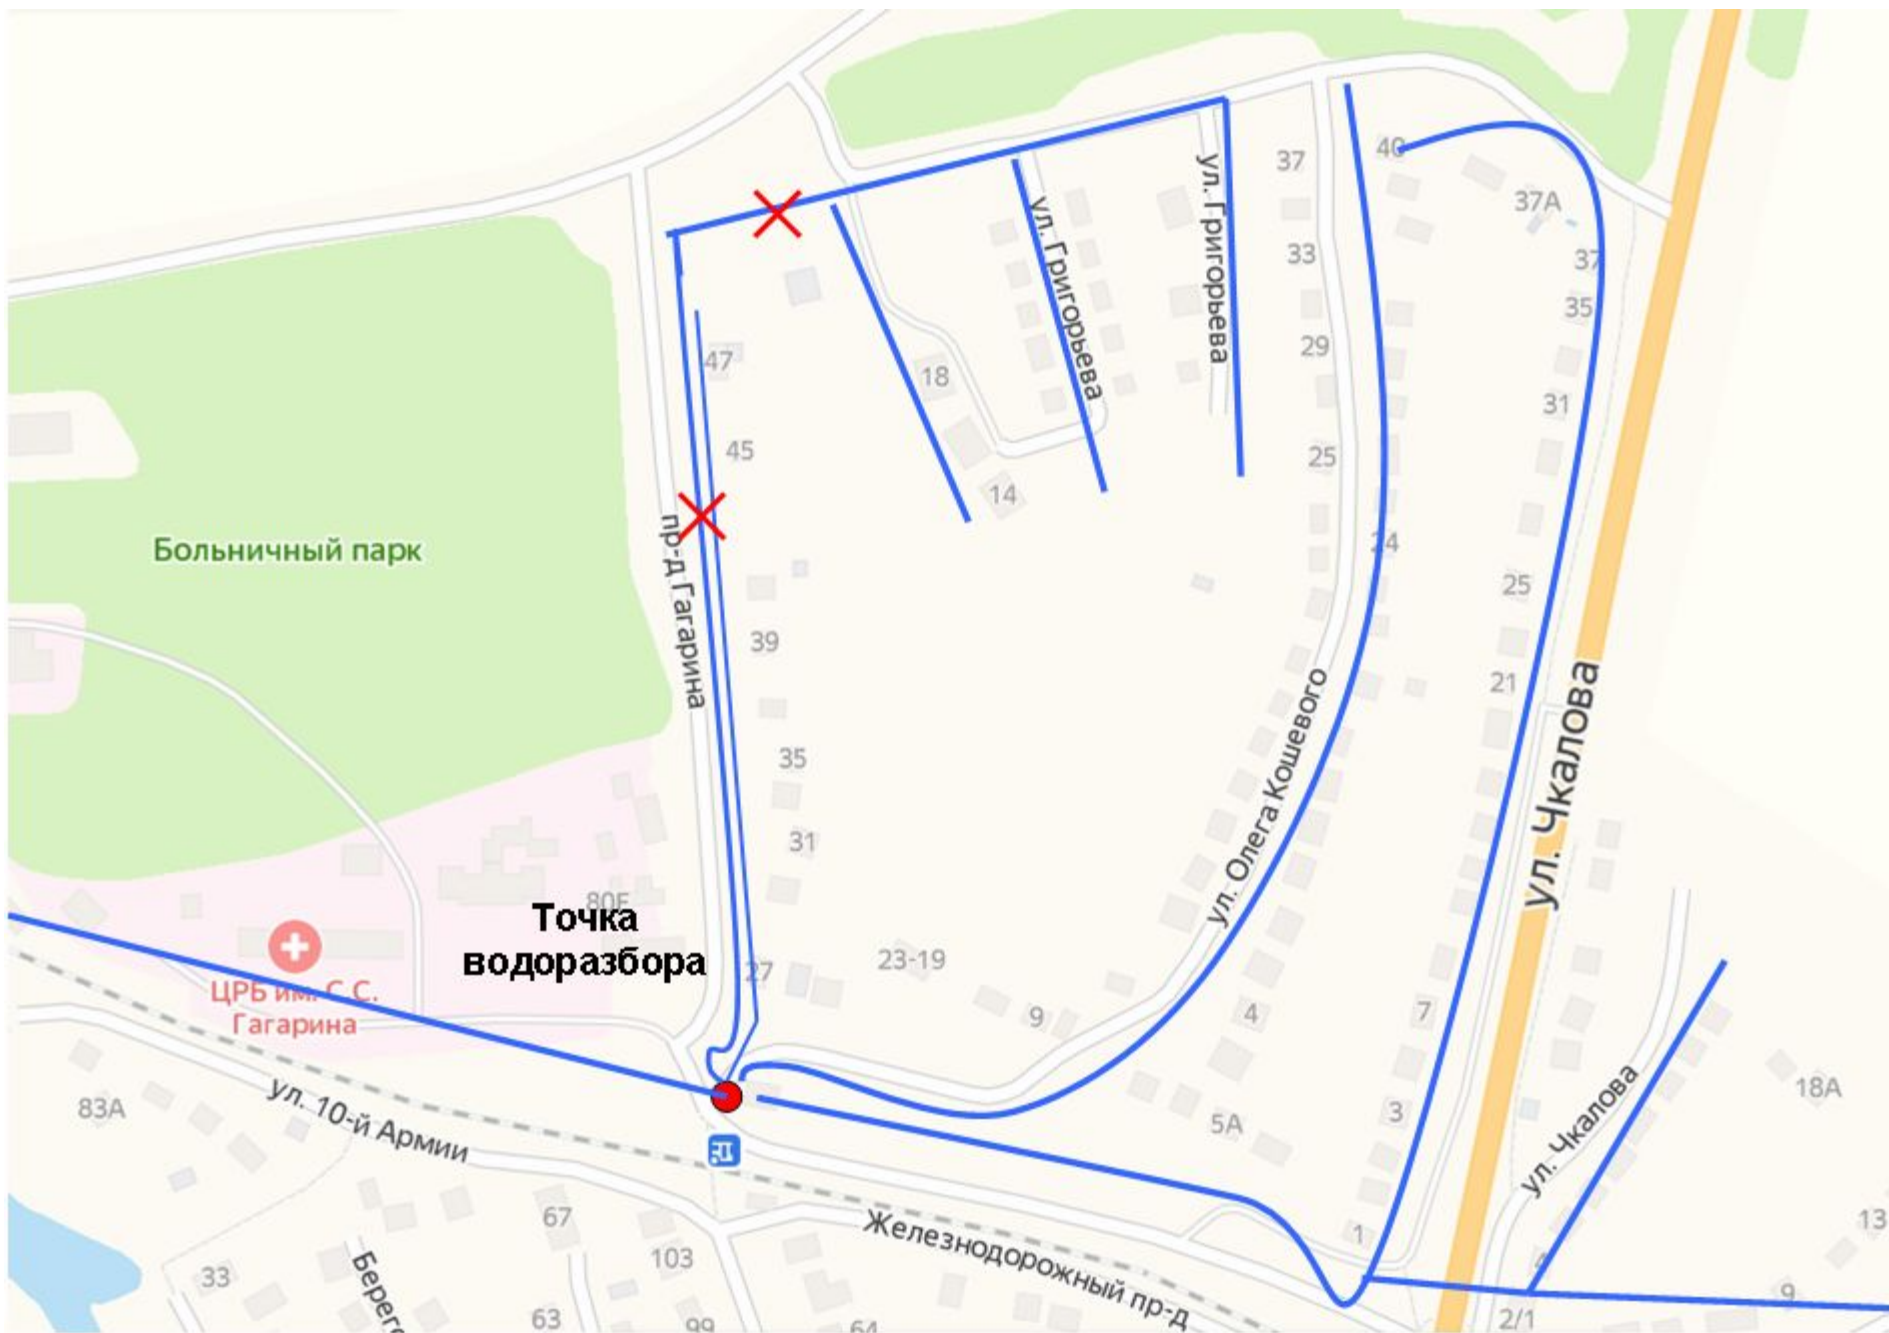 37
40
37А
ул. Григорьева
ул. Григорьева
33
37
35
47
18
29
31
45
25
14
Больничный парк
пр-д Гагарина
24
25
39
21
ул. Олега Кошевого
ул. Чкалова
35
31
80Е
Точка
водоразбора
27
23-19
ЦРБ им. С.С.
Гагарина
9
4
7
83А
ул. 10-й Армии
5А
3
ул. Чкалова
18А
67
Железнодорожный пр-д
1
13
103
33
Берего
63
99
64
9
2/1